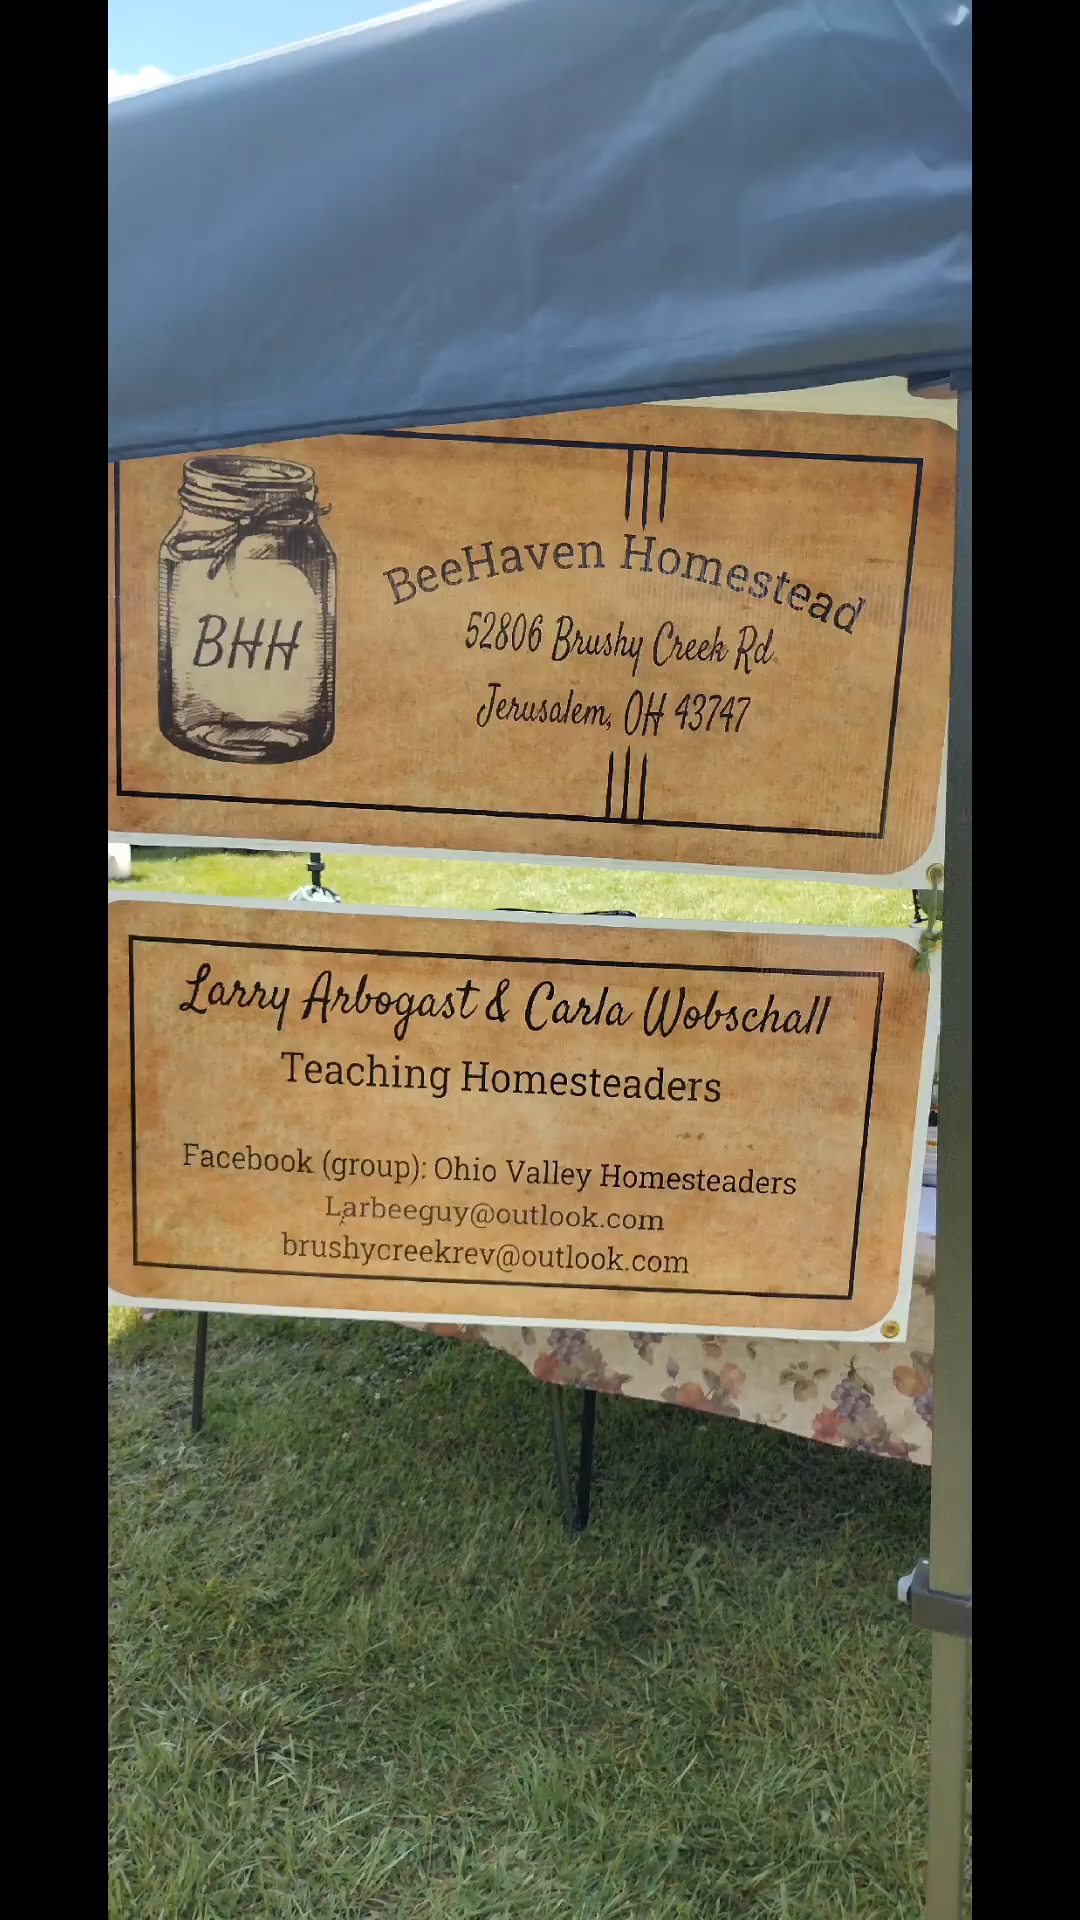 BHH
BeeHaven Homestead
52806 Brushy Creek Rd
Jerusalem, OH 43747
Larry Arbogast & Carla Wobschall
Teaching Homesteaders
Facebook (group): Ohio Valley Homesteaders
Larbeeguy@outlook.com
brushycreekrev@outlook.com